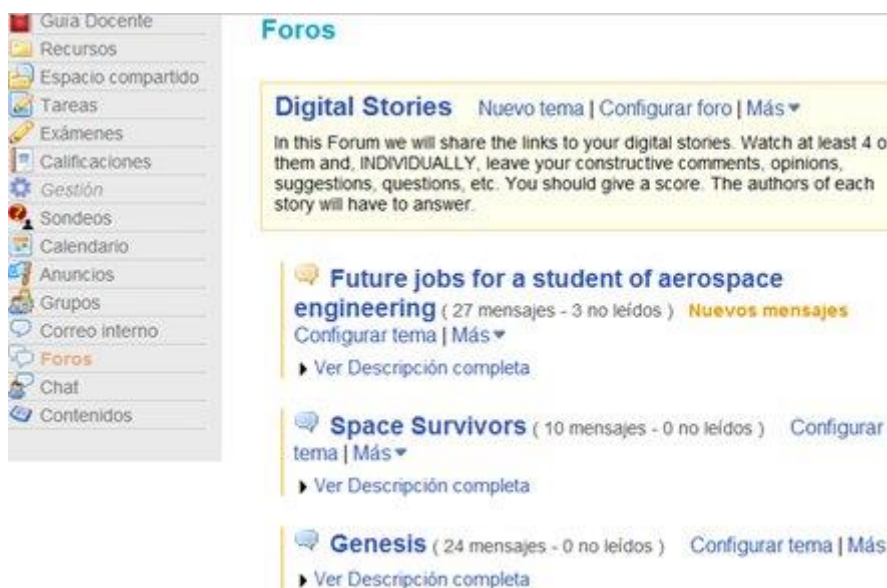 Guia Docente
Recursos
Espacio compartido
Tareas
Exámenes
Calificaciones
Gestión
Sondeos
Calendario
Anuncios
Grupos
Correo interno
Foros
Chat
Contenidos
Foros
Digital Stories Nuevo tema | Configurar foro | Más
In this Forum we will share the links to your digital stories. Watch at least 4 o
them and, INDIVIDUALLY, leave your constructive comments, opinions,
suggestions, questions, etc. You should give a score. The authors of each
story will have to answer.
Future jobs for a student of aerospace
engineering ( 27 mensajes - 3 no leídos ) Nuevos mensajes
Configurar tema | Más
Ver Descripción completa
Space Survivors ( 10 mensajes - 0 no leídos ) Configurar
tema | Más
Ver Descripción completa
Genesis ( 24 mensajes - 0 no leídos ) Configurar tema | Más
Ver Descripción completa